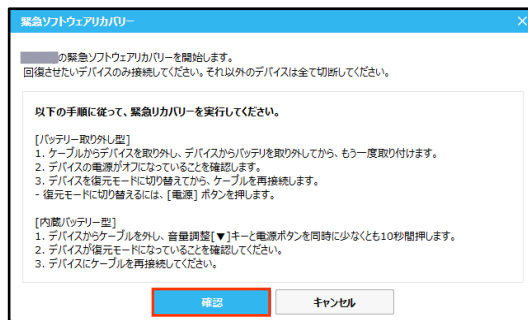 緊急ソフトウェアリカバリー
の緊急ソフトウェアリカバリーを開始します。
回復させたいデバイスのみ接続してください。それ以外のデバイスは全て切断してください。
以下の手順に従って、緊急リカバリーを実行してください。
[バッテリー取り外し型]
1. ケーブルからデバイスを取り外し、デバイスからバッテリを取り外してから、もう一度取り付けます。
2. デバイスの電源がオフになっていることを確認します。
3. デバイスを復元モードに切り替えてから、ケーブルを再接続します。
- 復元モードに切り替えるには、[電源] ボタンを押します。
[内蔵バッテリー型]
1. デバイスからケーブルを外し、音量調整[▼]キーと電源ボタンを同時に少なくとも10秒間押します。
2. デバイスが復元モードになっていることを確認してください。
3. デバイスにケーブルを再接続してください。
確認 キャンセル